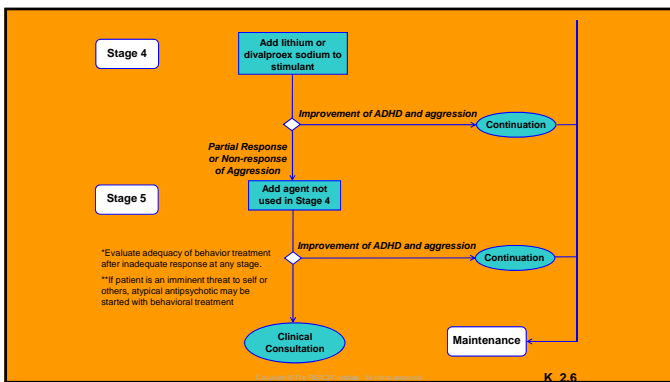 Stage 4
Add lithium or
divalproex sodium to
stimulant
Improvement of ADHD and aggression
Continuation
Partial Response
or Non-response
of Aggression
Stage 5
Add agent not
used in Stage 4
Improvement of ADHD and aggression
Continuation
*Evaluate adequacy of behavior treatment
after inadequate response at any stage.
**If patient is an imminent threat to self or
others, atypical antipsychotic may be
started with behavioral treatment
Clinical
Consultation
Maintenance
K 2.6